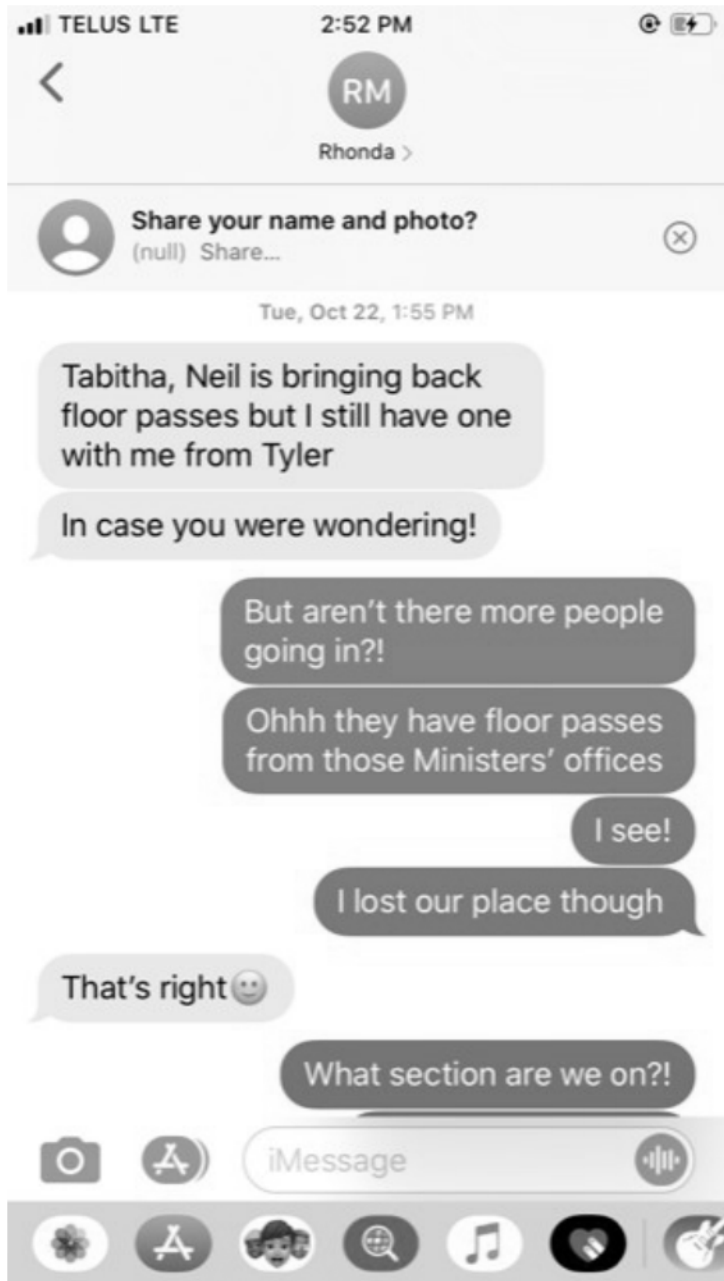 TELUS LTE 2:52 PM
RM
Rhonda >
Share your name and photo?
(null) Share...
Tue, Oct 22, 1:55 PM
Tabitha, Neil is bringing back
floor passes but I still have one
with me from Tyler
In case you were wondering!
But aren't there more people
going in?!
Ohhh they have floor passes
from those Ministers' offices
I see!
I lost our place though
That's right🙂
What section are we on?!
iMessage